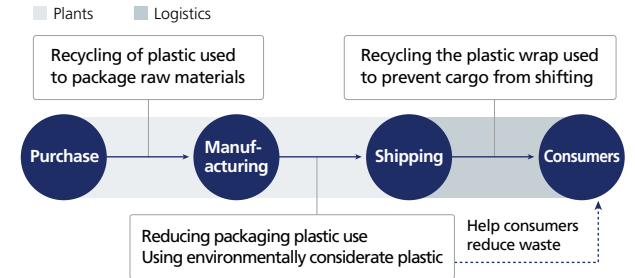 Plants Logistics
Recycling of plastic used
to package raw materials
Recycling the plastic wrap used
to prevent cargo from shifting
Purchase
Manuf-
acturing
Shipping
Consumers
Reducing packaging plastic use
Using environmentally considerate plastic
Help consumers
reduce waste